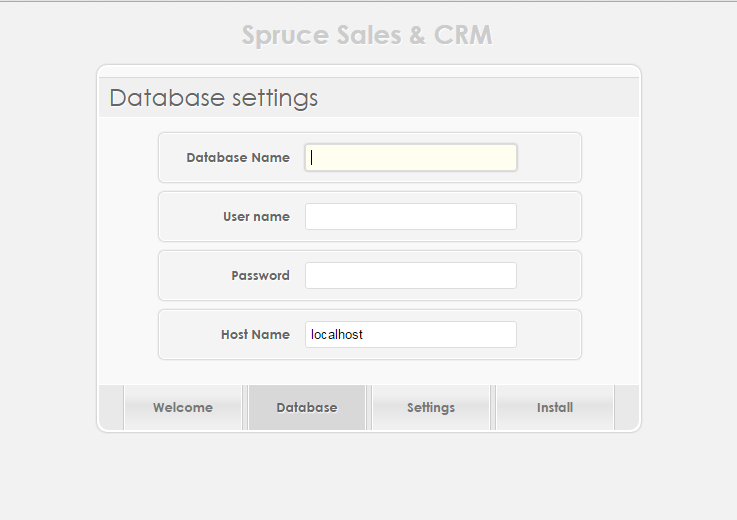 Spruce Sales & CRM
Database settings
Database Name
User name
Password
Host Name localhost
Welcome Database Settings Install